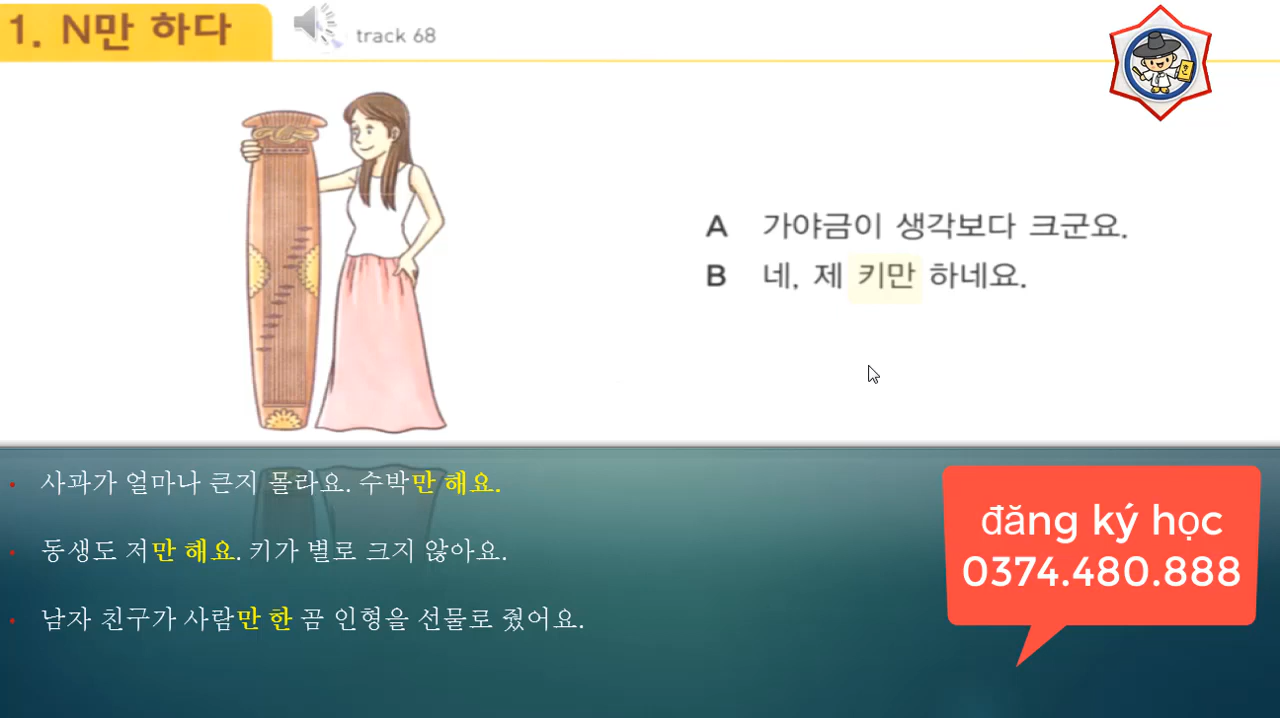 1. N만 하다
track 68
A 가야금이 생각보다 크군요.
B 네, 제 키만 하네요.
• 사과가 얼마나 큰지 몰라요. 수박만 해요.
• 동생도 저만 해요. 키가 별로 크지 않아요.
• 남자 친구가 사람만 한 곰 인형을 선물로 줬어요.
đăng ký học
0374.480.888